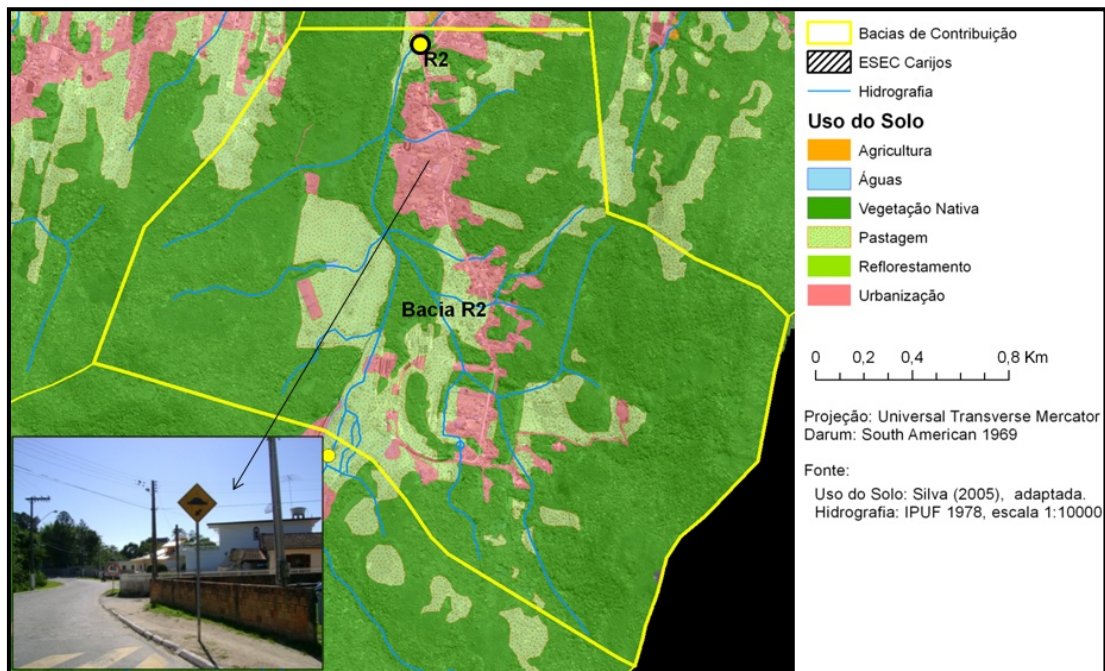 R2
Bacia R2
Bacias de Contribuição
ESEC Carijos
Hidrografia
Uso do Solo
Agricultura
Águas
Vegetação Nativa
Pastagem
Reflorestamento
Urbanização
0 0,2 0,4 0,8 Km
Projeção: Universal Transverse Mercator
Darum: South American 1969
Fonte:
Uso do Solo: Silva (2005), adaptada.
Hidrografia: IPUF 1978, escala 1:10000